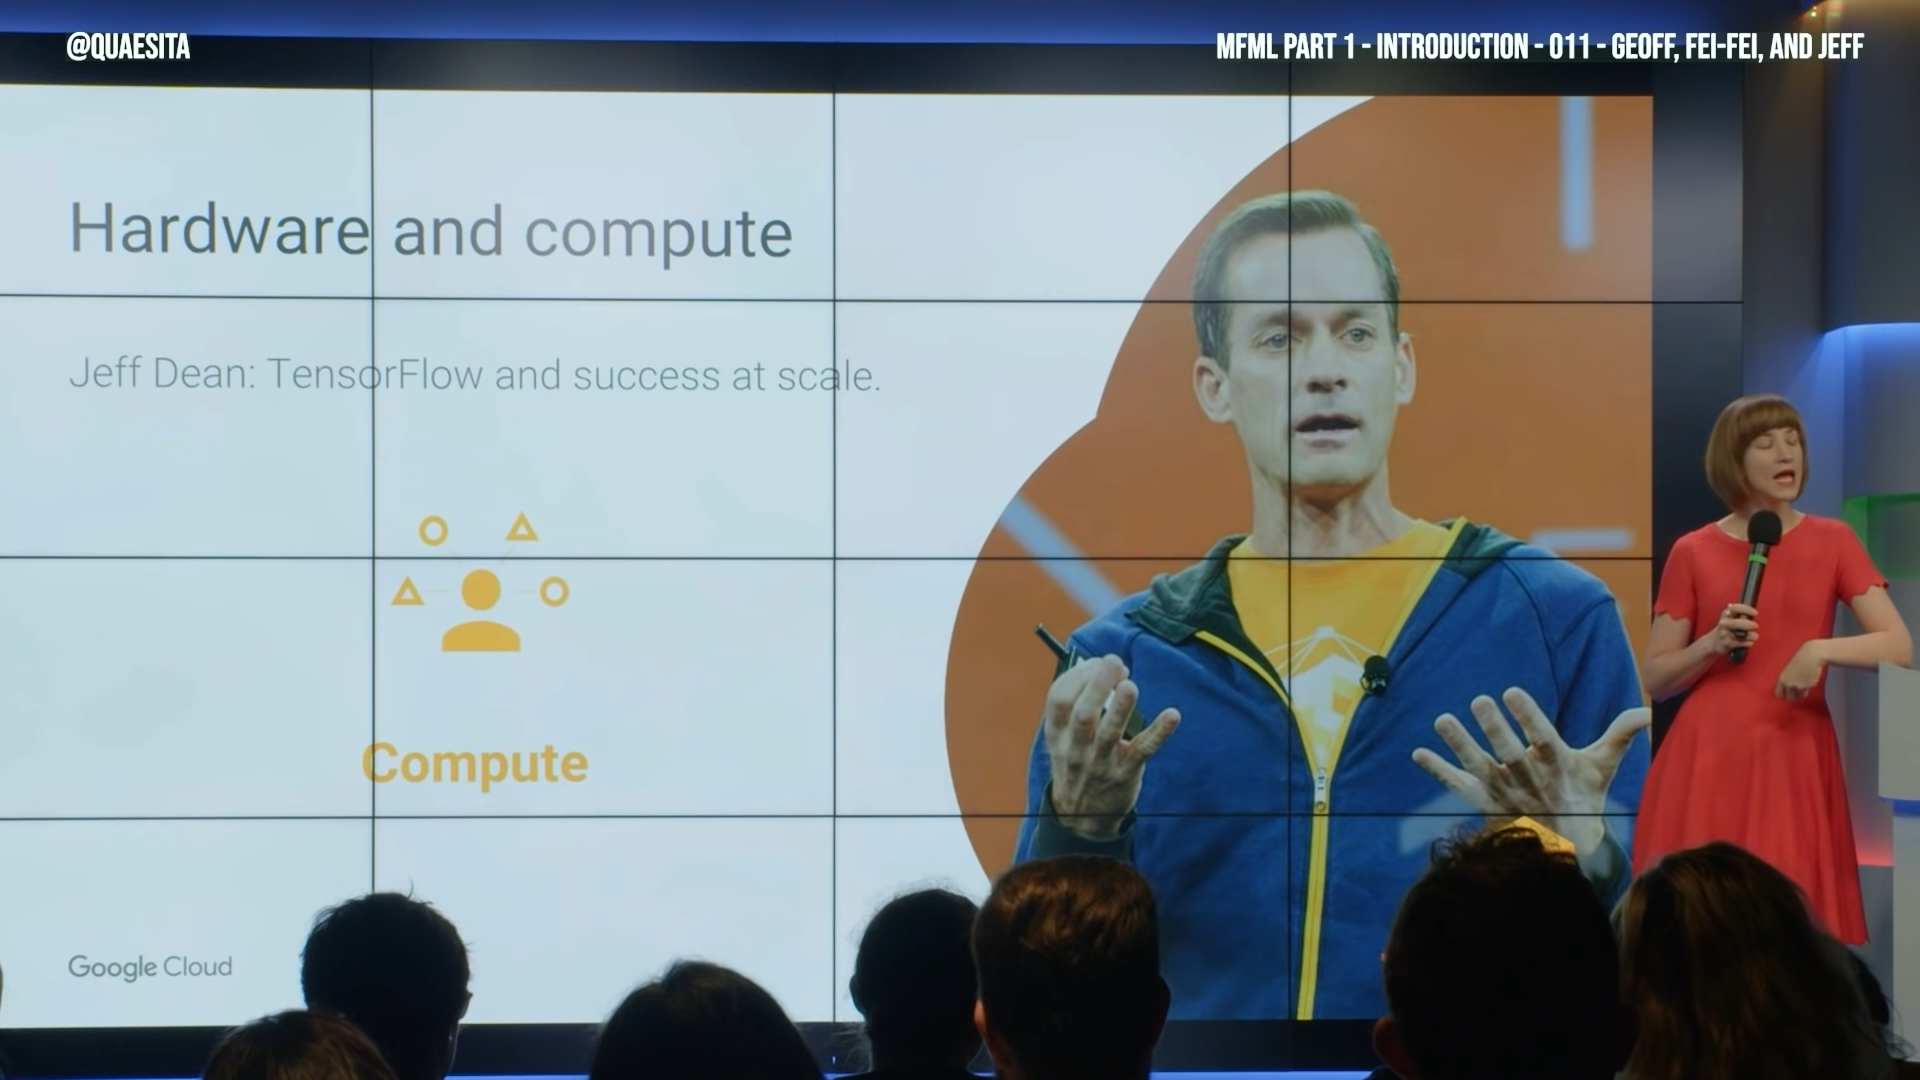 @QUAESITA
MFML PART 1 - INTRODUCTION - 011 - GEOFF, FEI-FEI, AND JEFF
Hardware and compute
Jeff Dean: TensorFlow and success at scale.
Compute
Google Cloud